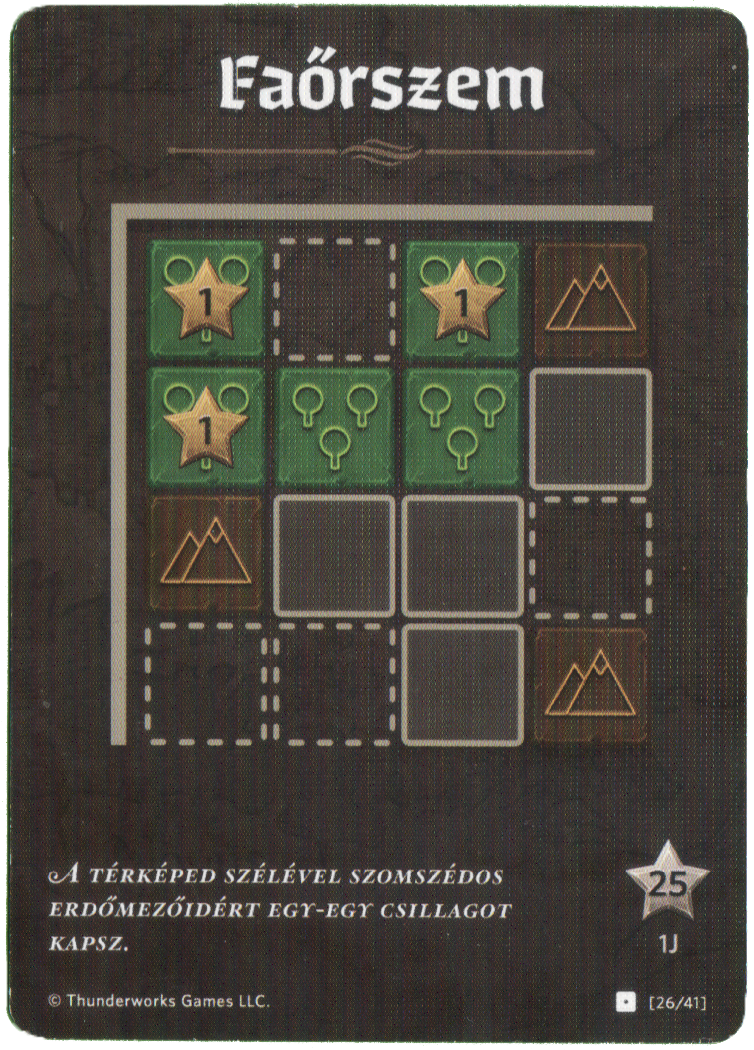 Faőrszem
1
1
1
A TÉRKÉPED SZÉLÉVEL SZOMSZÉDOS
ERDŐMEZŐIDÉRT EGY-EGY CSILLAGOT
KAPSZ.
25
1J
© Thunderworks Games LLC.
[26/41]